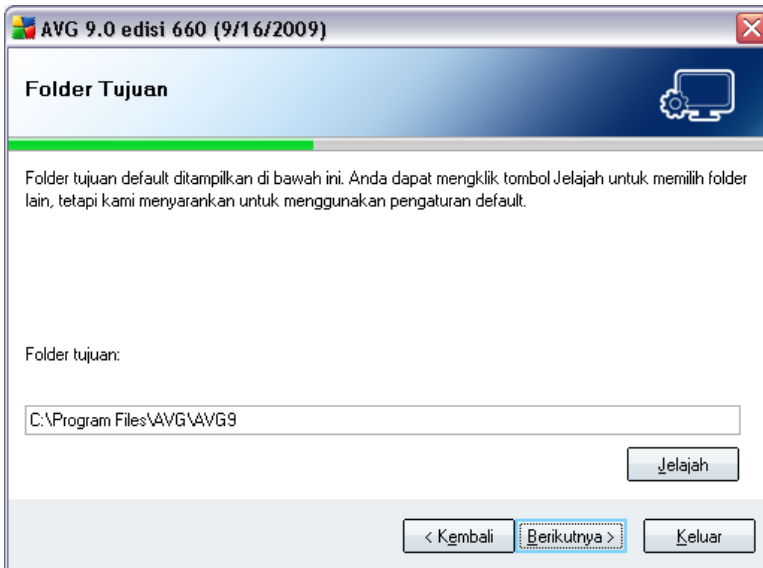 AVG 9.0 edisi 660 (9/16/2009)
Folder Tujuan
Folder tujuan default ditampilkan di bawah ini. Anda dapat mengklik tombol Jelajah untuk memilih folder
lain, tetapi kami menyarankan untuk menggunakan pengaturan default.
Folder tujuan:
C:\Program Files\AVG\AVG9
Jelajah
< Kembali Berikutnya > Keluar